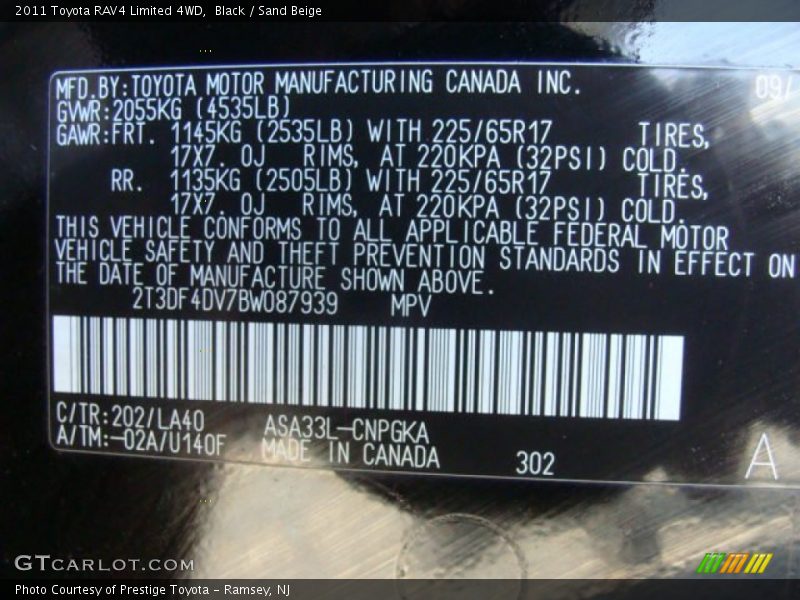 2011 Toyota RAV4 Limited 4WD,  Black / Sand Beige
MFD.BY:TOYOTA MOTOR MANUFACTURING CANADA INC. 09/
GVWR:2055KG (4535LB)
GAWR:FRT. 1145KG (2535LB) WITH 225/65R17 TIRES,
17X7. 0J RIMS, AT 220KPA (32PSI) COLD.
RR. 1135KG (2505LB) WITH 225/65R17 TIRES,
17X7. 0J RIMS, AT 220KPA (32PSI) COLD.
THIS VEHICLE CONFORMS TO ALL APPLICABLE FEDERAL MOTOR
VEHICLE SAFETY AND THEFT PREVENTION STANDARDS IN EFFECT ON
THE DATE OF MANUFACTURE SHOWN ABOVE.
2T3DF4DV7BW087939 MPV
C/TR:202/LA40 ASA33L-CNPGKA
A/TM:-02A/U140F MADE IN CANADA 302 A
GTCARLOT.COM
Photo Courtesy of Prestige Toyota - Ramsey, NJ